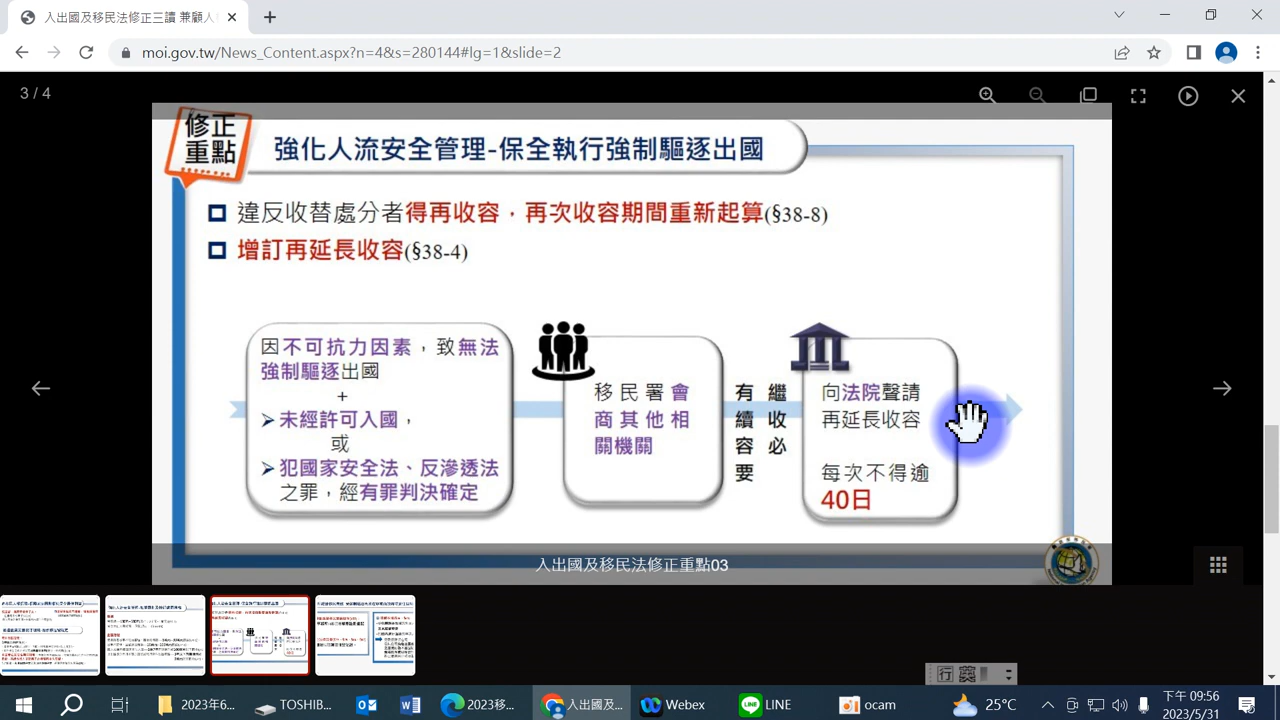 入出國及移民法修正三讀 兼顧人
moi.gov.tw/News_Content.aspx?n=4&s=280144#lg=1&slide=2
3 / 4
修正
重點
強化人流安全管理-保全執行強制驅逐出國
違反收替處分者得再收容，再次收容期間重新起算(§38-8)
增訂再延長收容(§38-4)
因不可抗力因素，致無法
強制驅逐出國
+
未經許可入國，
或
犯國家安全法、反滲透法
之罪，經有罪判決確定
移民署會
商其他相
關機關
有繼
續收
容必
要
向法院聲請
再延長收容
每次不得逾
40日
入出國及移民法修正重點03
行 英
2023年6...
TOSHIB...
2023移...
入出國及...
Webex
LINE
ocam
25°C
下午 09:56
2023/5/31